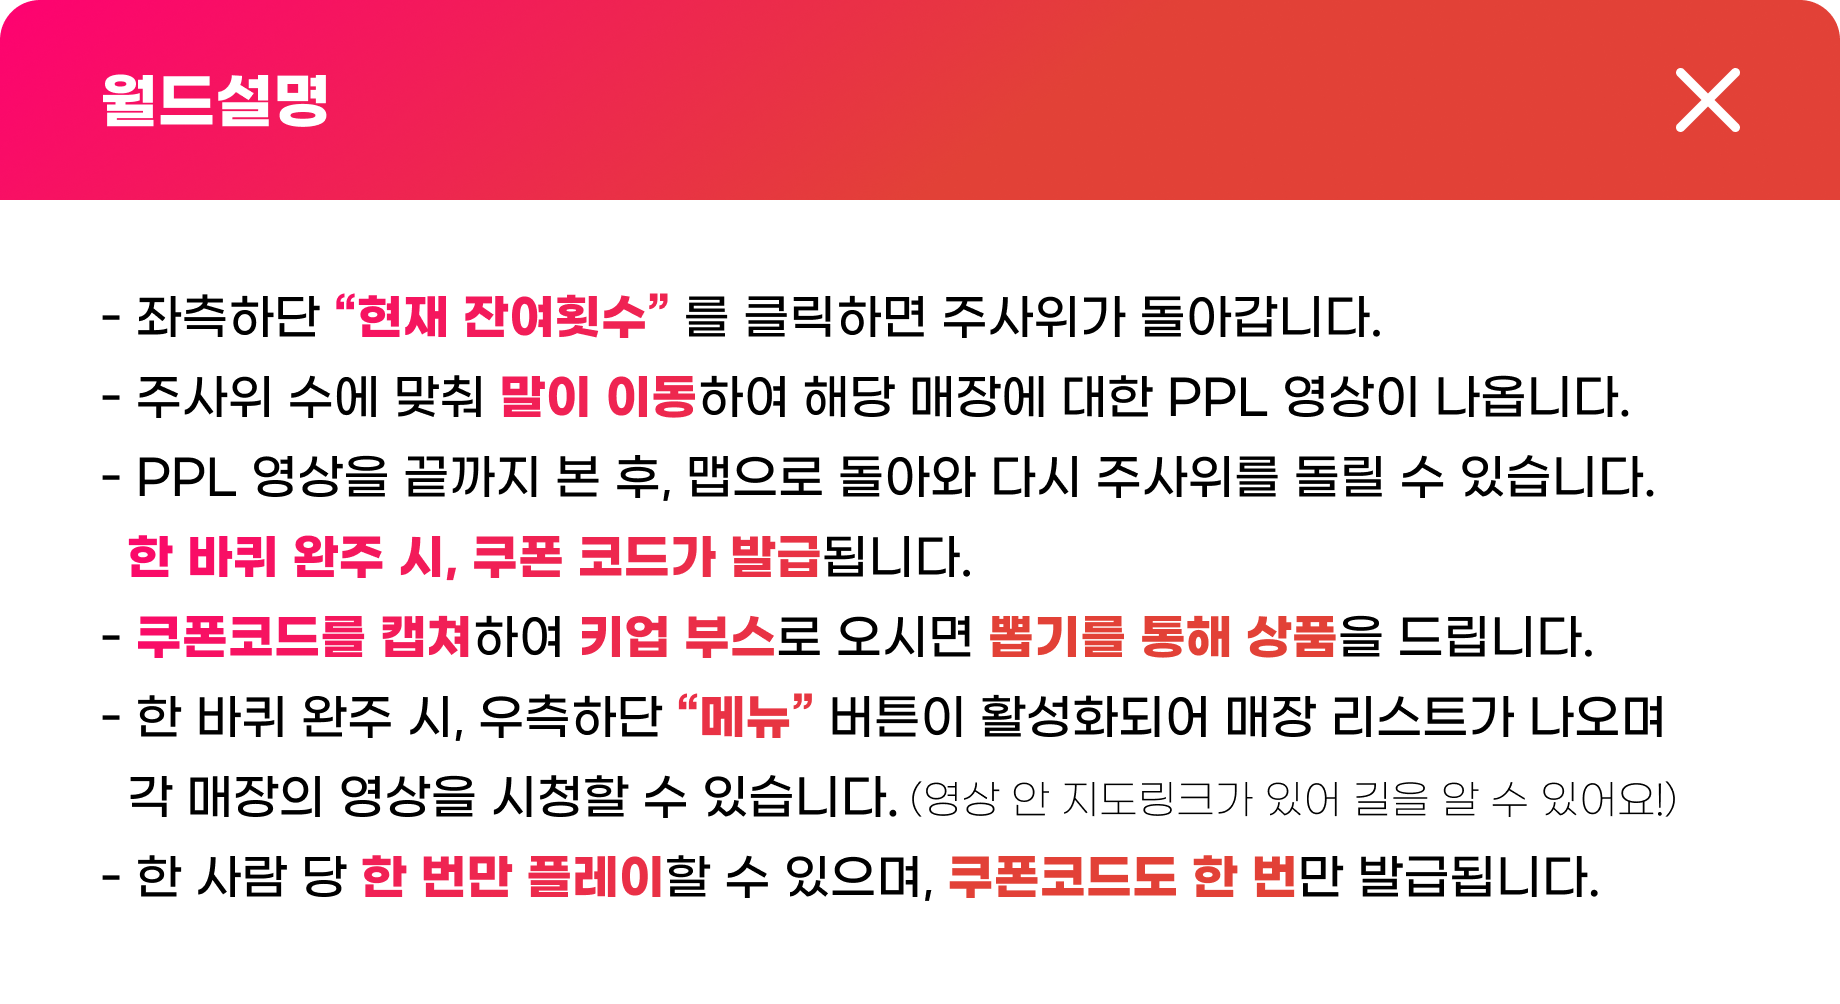 월드설명
- 좌측하단 “현재 잔여횟수” 를 클릭하면 주사위가 돌아갑니다.
- 주사위 수에 맞춰 말이 이동하여 해당 매장에 대한 PPL 영상이 나옵니다.
- PPL 영상을 끝까지 본 후, 맵으로 돌아와 다시 주사위를 돌릴 수 있습니다.
한 바퀴 완주 시, 쿠폰 코드가 발급됩니다.
- 쿠폰코드를 캡쳐하여 키업 부스로 오시면 뽑기를 통해 상품을 드립니다.
- 한 바퀴 완주 시, 우측하단 “메뉴” 버튼이 활성화되어 매장 리스트가 나오며
각 매장의 영상을 시청할 수 있습니다. (영상 안 지도링크가 있어 길을 알 수 있어요!)
- 한 사람 당 한 번만 플레이할 수 있으며, 쿠폰코드도 한 번만 발급됩니다.